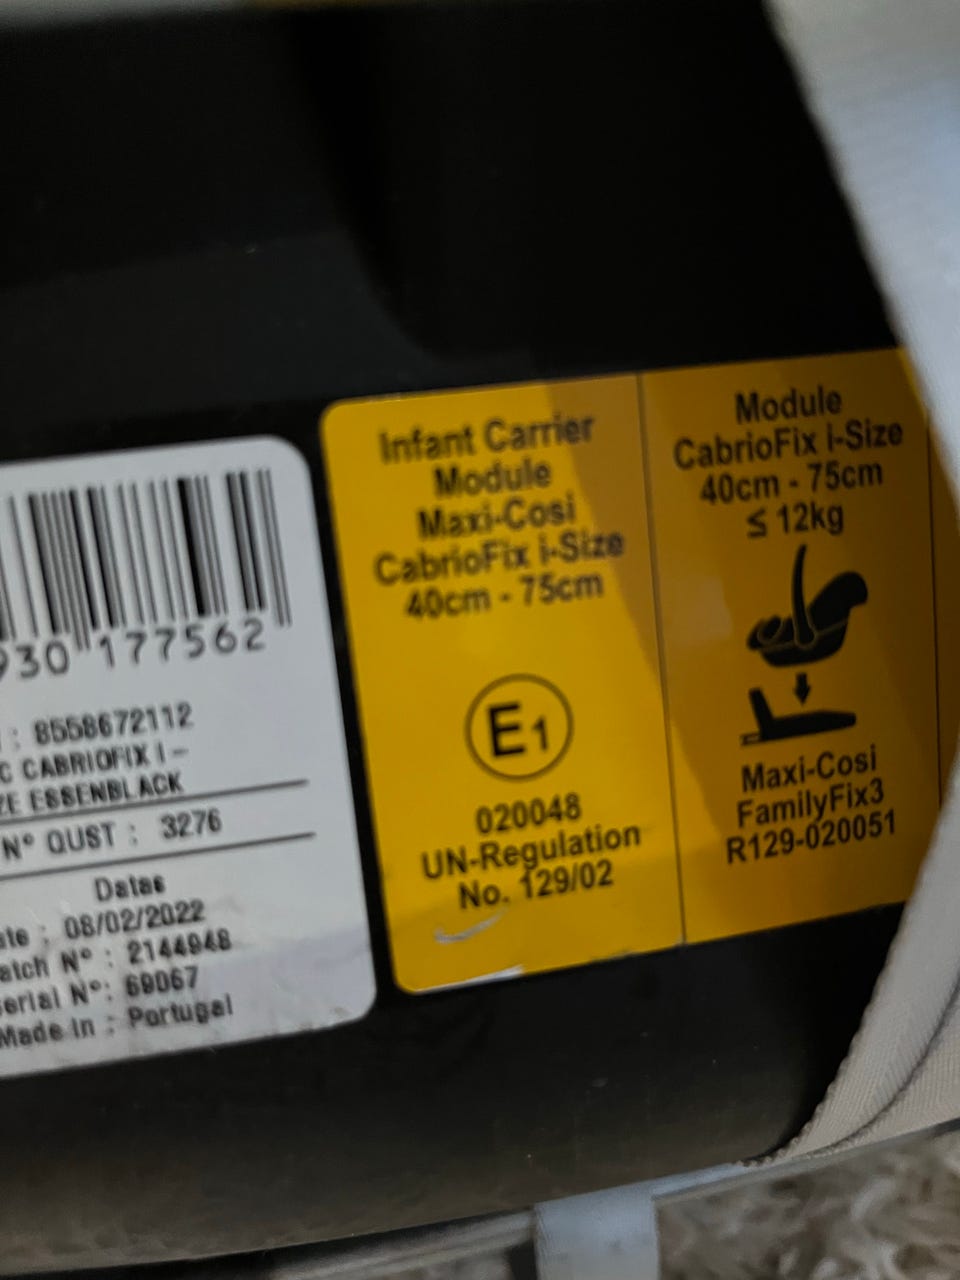 930 177562
: 8558672112
C CABRIOFIX I -
ZE ESSENBLACK
N° QUST : 3276
Datas
ate : 08/02/2022
atch N° : 2144948
erial N°: 69067
Made in : Portugal
Infant Carrier
Module
Maxi-Cosi
CabrioFix i-Size
40cm - 75cm
E1
020048
UN-Regulation
No. 129/02
Module
CabrioFix i-Size
40cm - 75cm
≤ 12kg
Maxi-Cosi
FamilyFix3
R129-020051